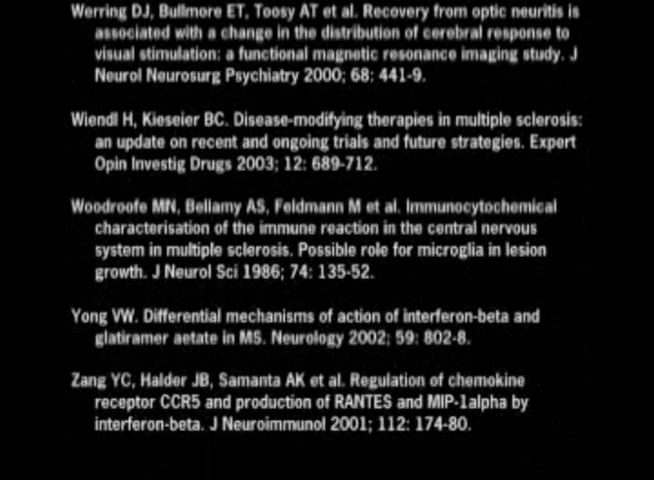 Werring DJ, Bullmore ET, Toosy AT et al. Recovery from optic neuritis is
associated with a change in the distribution of cerebral response to
visual stimulation: a functional magnetic resonance imaging study. J
Neurol Neurosurg Psychiatry 2000; 68: 441-9.
Wiendl H, Kieseier BC. Disease-modifying therapies in multiple sclerosis:
an update on recent and ongoing trials and future strategies. Expert
Opin Investig Drugs 2003; 12: 689-712.
Woodroofe MN, Bellamy AS, Feldmann M et al. Immunocytochemical
characterisation of the immune reaction in the central nervous
system in multiple sclerosis. Possible role for microglia in lesion
growth. J Neurol Sci 1986; 74: 135-52.
Yong VW. Differential mechanisms of action of interferon-beta and
glatiramer aetate in MS. Neurology 2002; 59: 802-8.
Zang YC, Halder JB, Samanta AK et al. Regulation of chemokine
receptor CCR5 and production of RANTES and MIP-1alpha by
interferon-beta. J Neuroimmunol 2001; 112: 174-80.